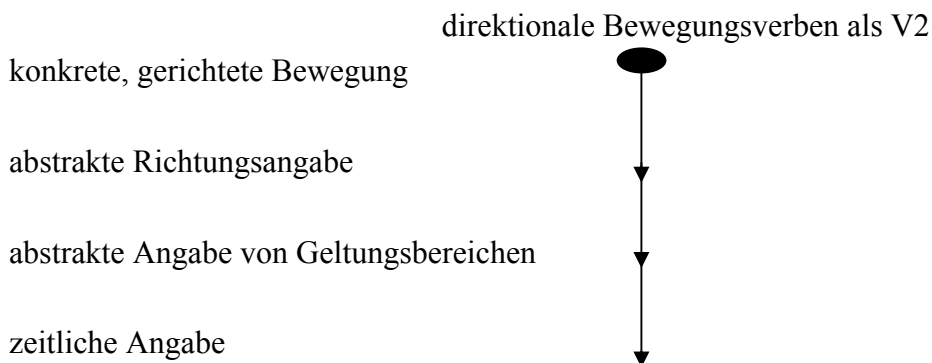 direktionale Bewegungsverben als V2
konkrete, gerichtete Bewegung
abstrakte Richtungsangabe
abstrakte Angabe von Geltungsbereichen
zeitliche Angabe